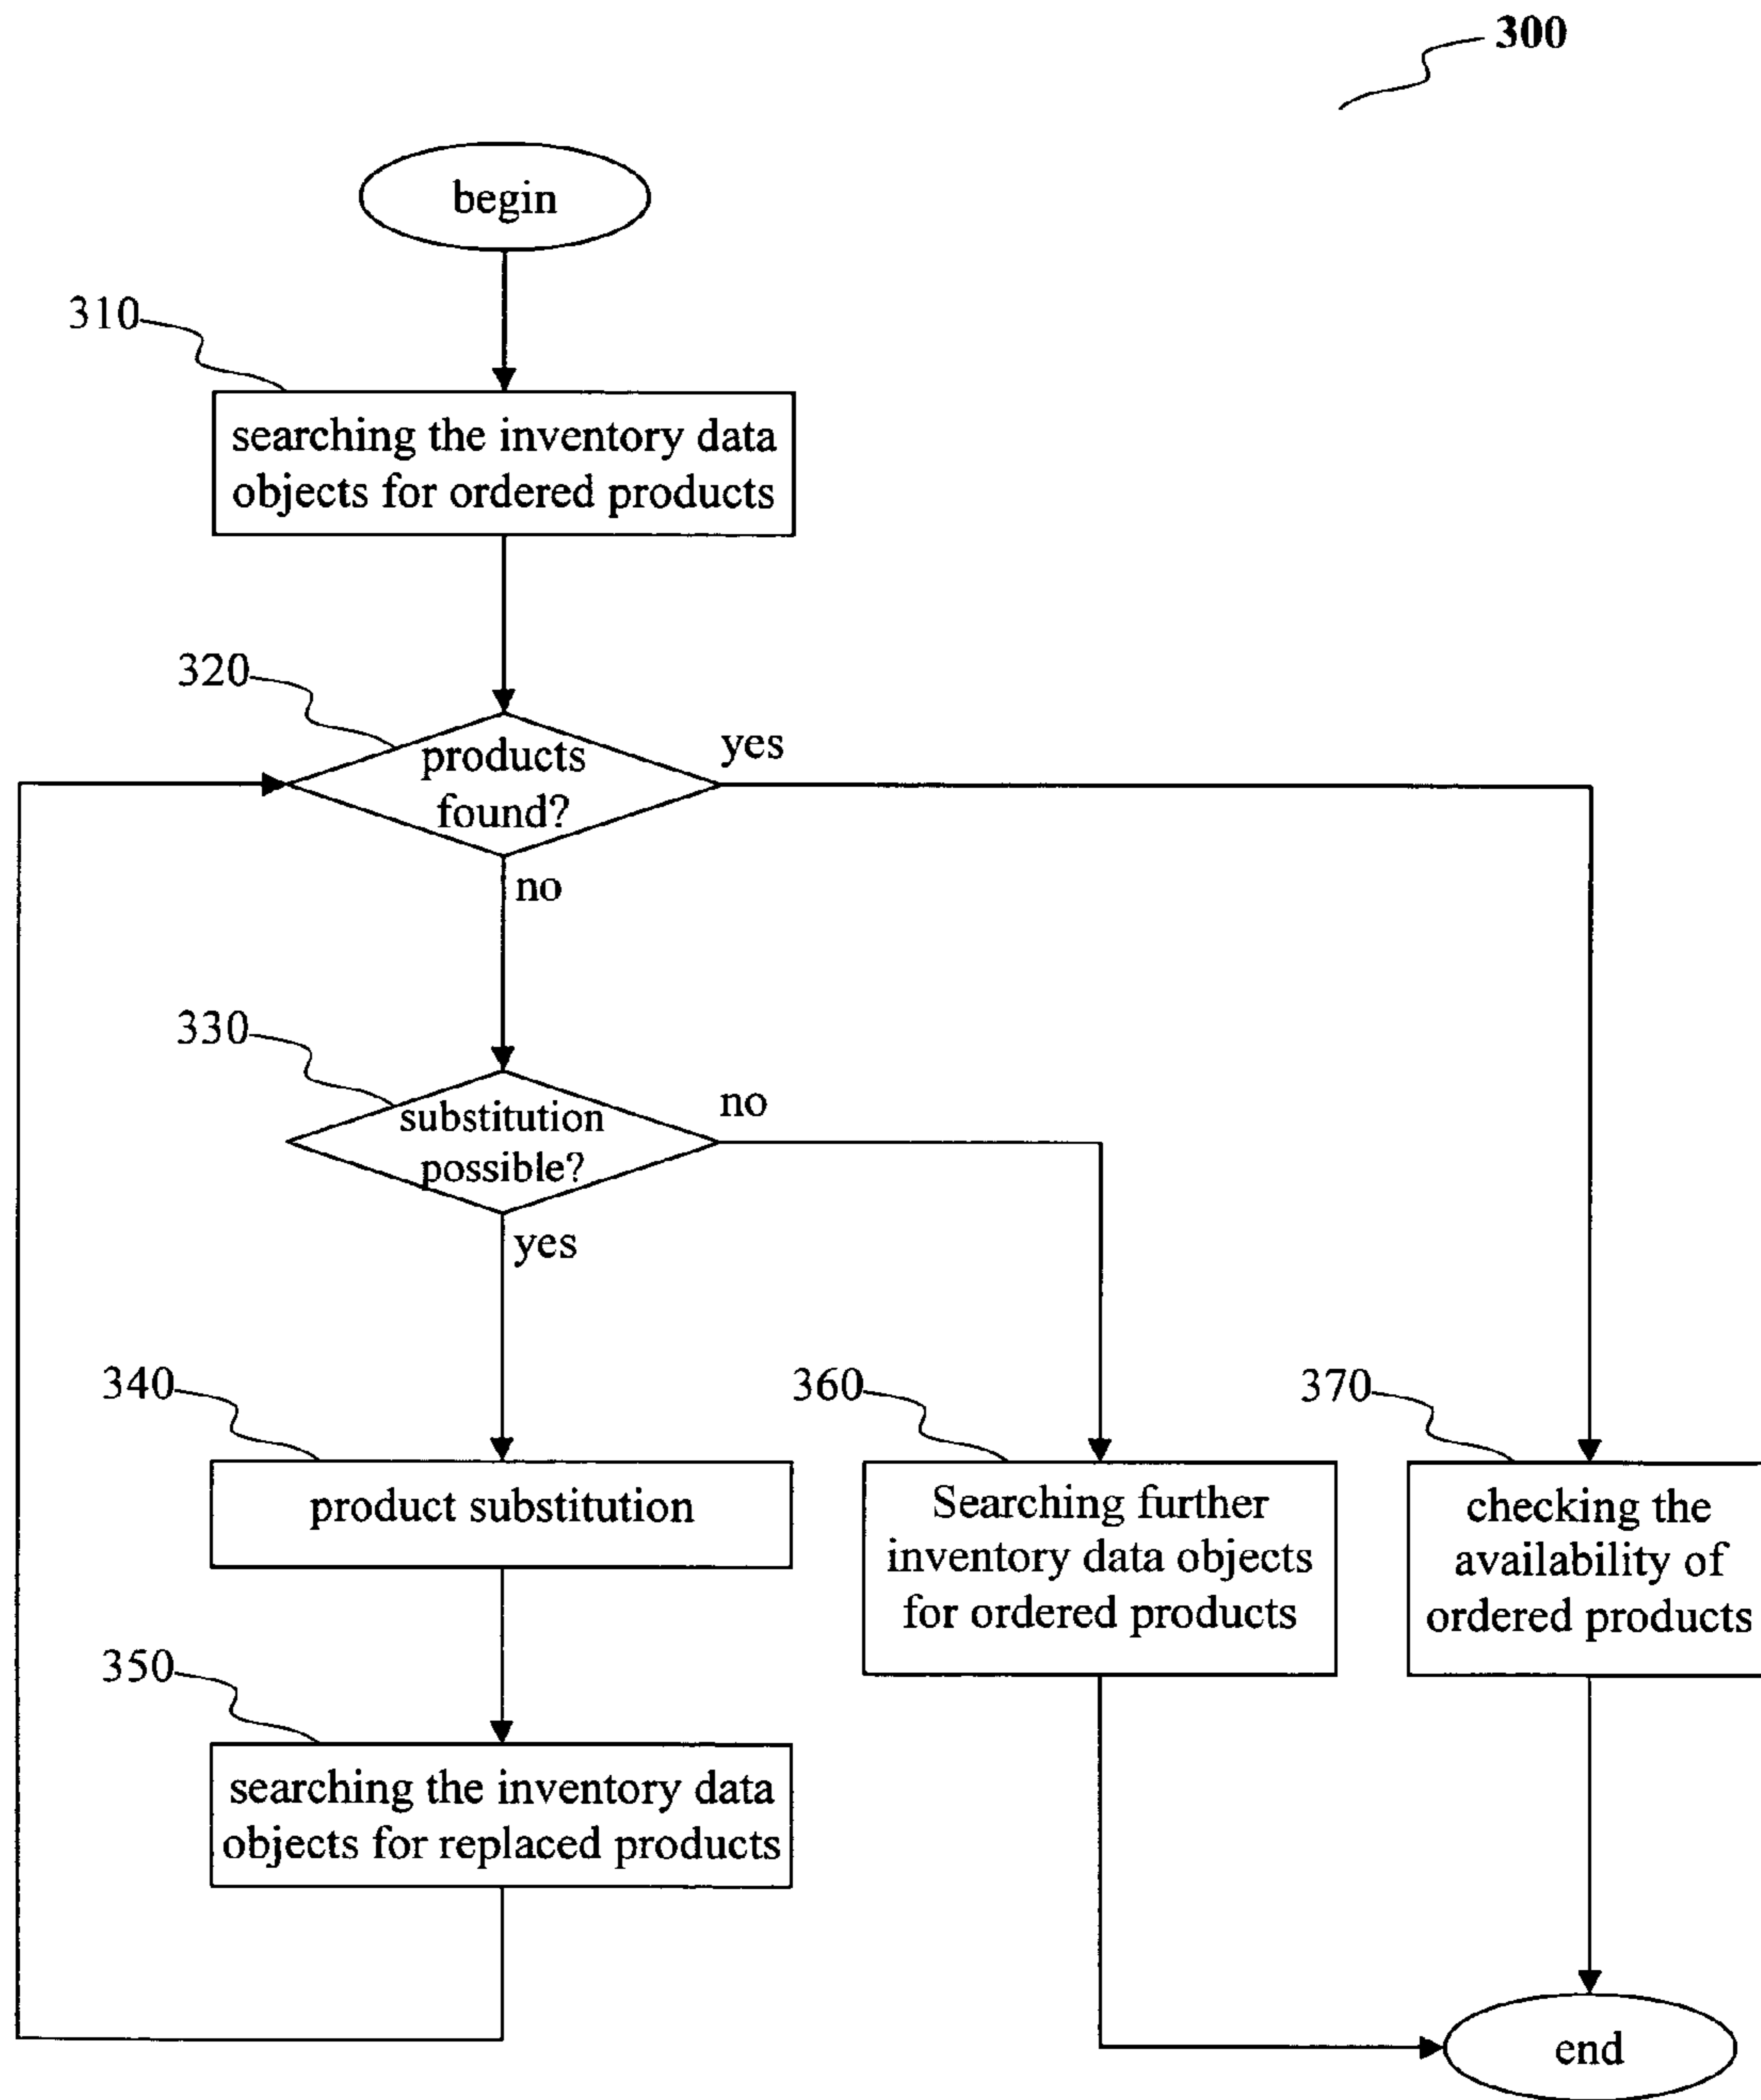 300
begin
310
searching the inventory data
objects for ordered products
320
products
found?
yes
no
330
substitution
possible?
no
yes
340
product substitution
360
Searching further
inventory data objects
for ordered products
370
checking the
availability of
ordered products
350
searching the inventory data
objects for replaced products
end